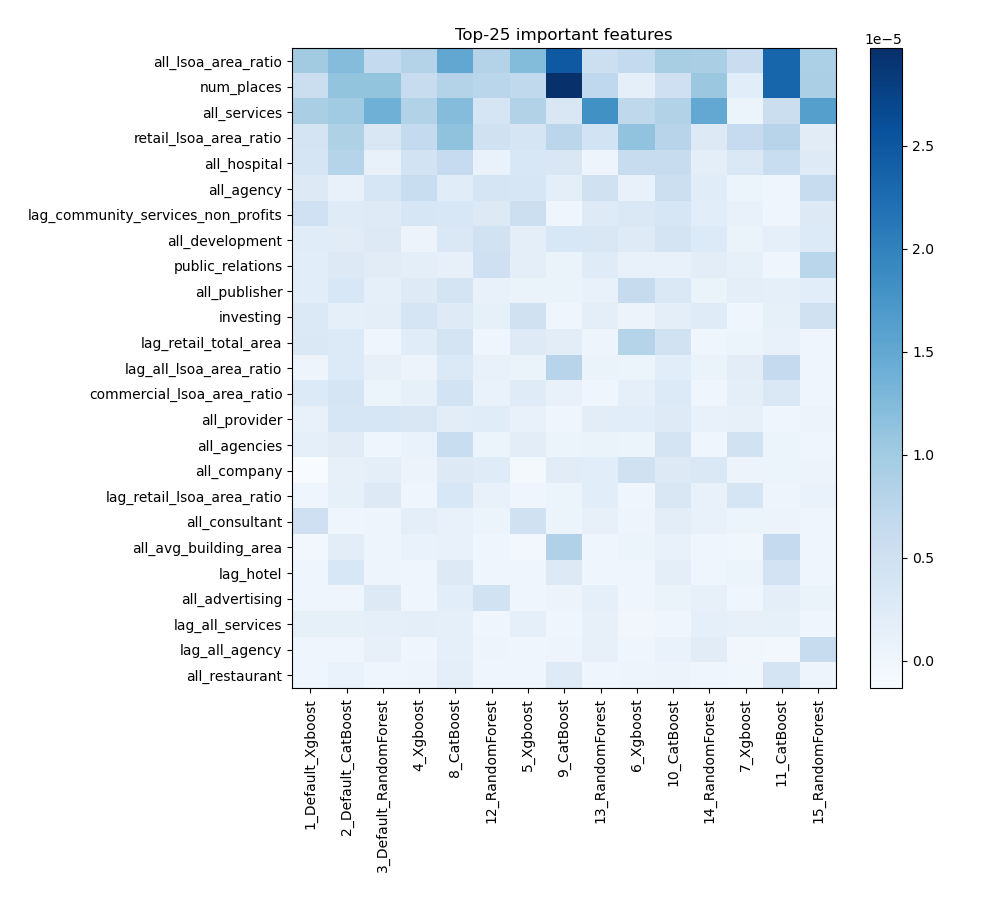 Top-25 important features
1e−5
all_lsoa_area_ratio
num_places
all_services
retail_lsoa_area_ratio
all_hospital
all_agency
lag_community_services_non_profits
all_development
public_relations
all_publisher
investing
lag_retail_total_area
lag_all_lsoa_area_ratio
commercial_lsoa_area_ratio
all_provider
all_agencies
all_company
lag_retail_lsoa_area_ratio
all_consultant
all_avg_building_area
lag_hotel
all_advertising
lag_all_services
lag_all_agency
all_restaurant
2.5
2.0
1.5
1.0
0.5
0.0
1_Default_Xgboost
2_Default_CatBoost
3_Default_RandomForest
4_Xgboost
8_CatBoost
12_RandomForest
5_Xgboost
9_CatBoost
13_RandomForest
6_Xgboost
10_CatBoost
14_RandomForest
7_Xgboost
11_CatBoost
15_RandomForest